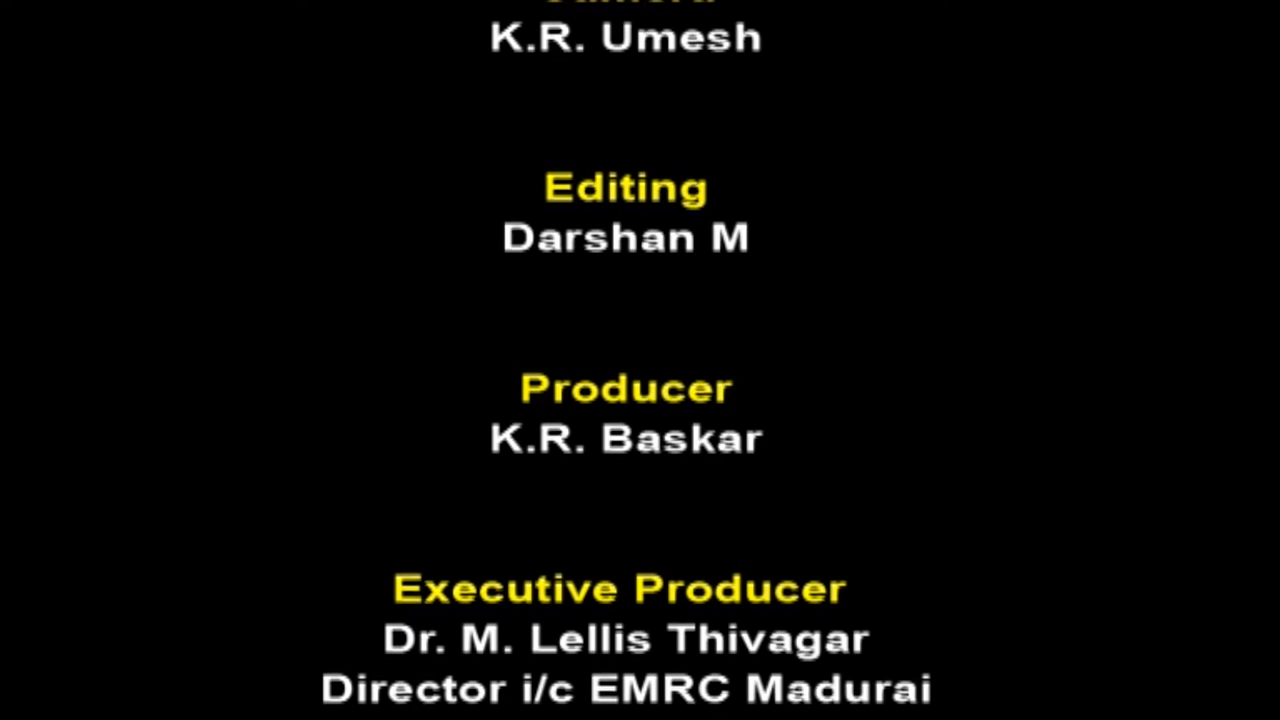 K.R. Umesh
Editing
Darshan M
Producer
K.R. Baskar
Executive Producer
Dr. M. Lellis Thivagar
Director i/c EMRC Madurai